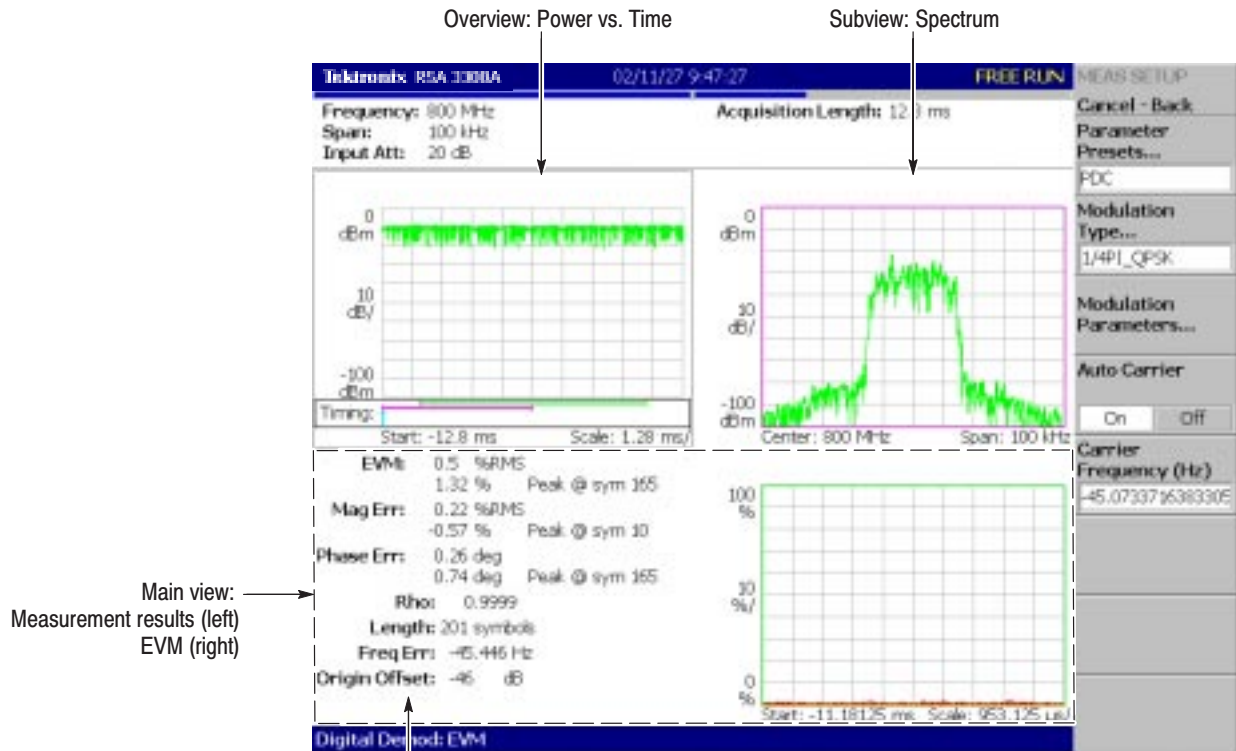 Overview: Power vs. Time
Subview: Spectrum
Tektronix RSA 3308A 02/11/27 9:47:27 FREE RUN
MEAS SETUP
Frequency: 800 MHz
Acquisition Length: 12.8 ms
Span: 100 kHz
Input Att: 20 dB
Cancel - Back
Parameter
Presets...
PDC
Modulation
Type...
1/4PI_QPSK
Modulation
Parameters...
Auto Carrier
On Off
Carrier
Frequency (Hz)
-45.0733716383305
0
dBm
10
dB/
-100
dBm
Timing:
Start: -12.8 ms Scale: 1.28 ms/
0
dBm
10
dB/
-100
dBm
Center: 800 MHz Span: 100 kHz
Main view:
Measurement results (left)
EVM (right)
EVM: 0.5 %RMS
1.32 % Peak @ sym 165
Mag Err: 0.22 %RMS
-0.57 % Peak @ sym 10
Phase Err: 0.26 deg
0.74 deg Peak @ sym 165
Rho: 0.9999
Length: 201 symbols
Freq Err: -45.446 Hz
Origin Offset: -46 dB
100
%
10
%/
0
%
Start: -11.18125 ms Scale: 953.125 us/
Digital Demod: EVM